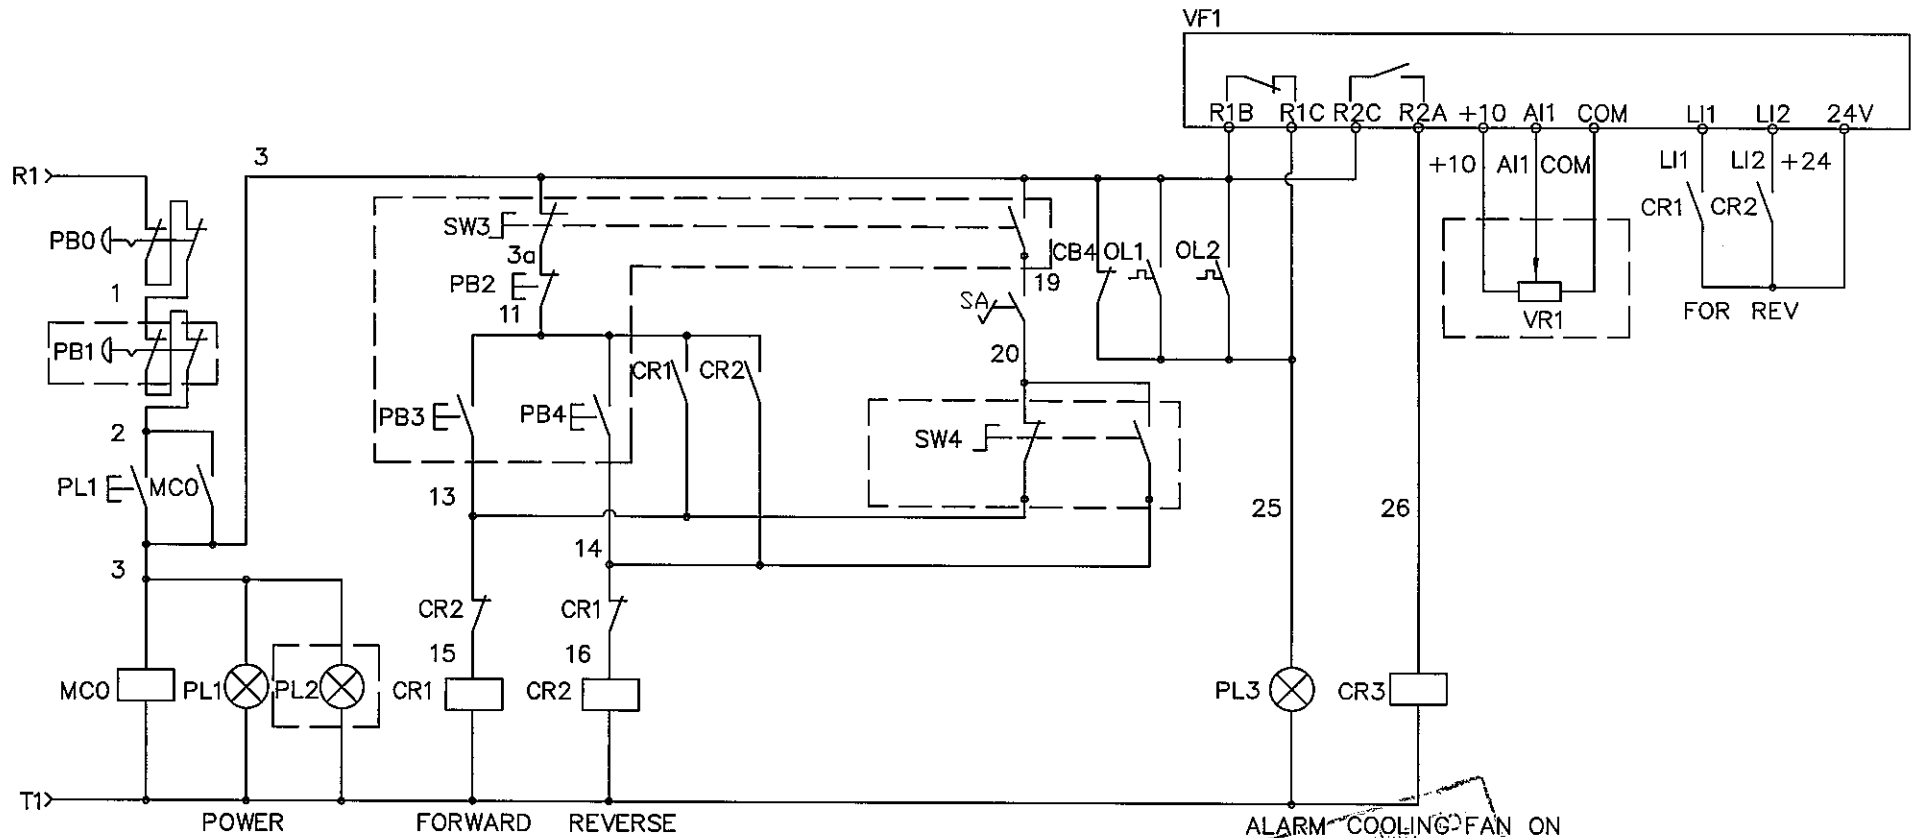 VF1
R1B R1C R2C R2A +10 AI1 COM LI1 LI2 24V
+10 AI1 COM LI1 LI2 +24
R1 3
CR1 CR2
PB0 SW3
3a CB4 OL1 OL2
PB2 19
1 11 SA
VR1 FOR REV
PB1 20
CR1 CR2
PB3 PB4
2 SW4
PL1 MC0 13 25 26
14
3
CR2 CR1
15 16
MC0 PL1 PL2 CR1 CR2 PL3 CR3
T1
POWER FORWARD REVERSE ALARM COOLING FAN ON